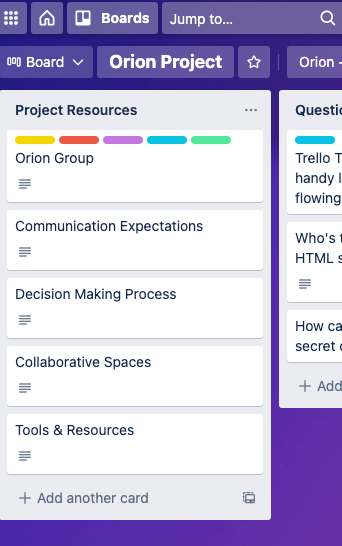 Boards
Jump to...
Board
Orion Project
Orion -
Project Resources
Orion Group
Communication Expectations
Decision Making Process
Collaborative Spaces
Tools & Resources
Add another card
Trello T
handy l
flowing
Who's t
HTML s
How ca
secret
Add